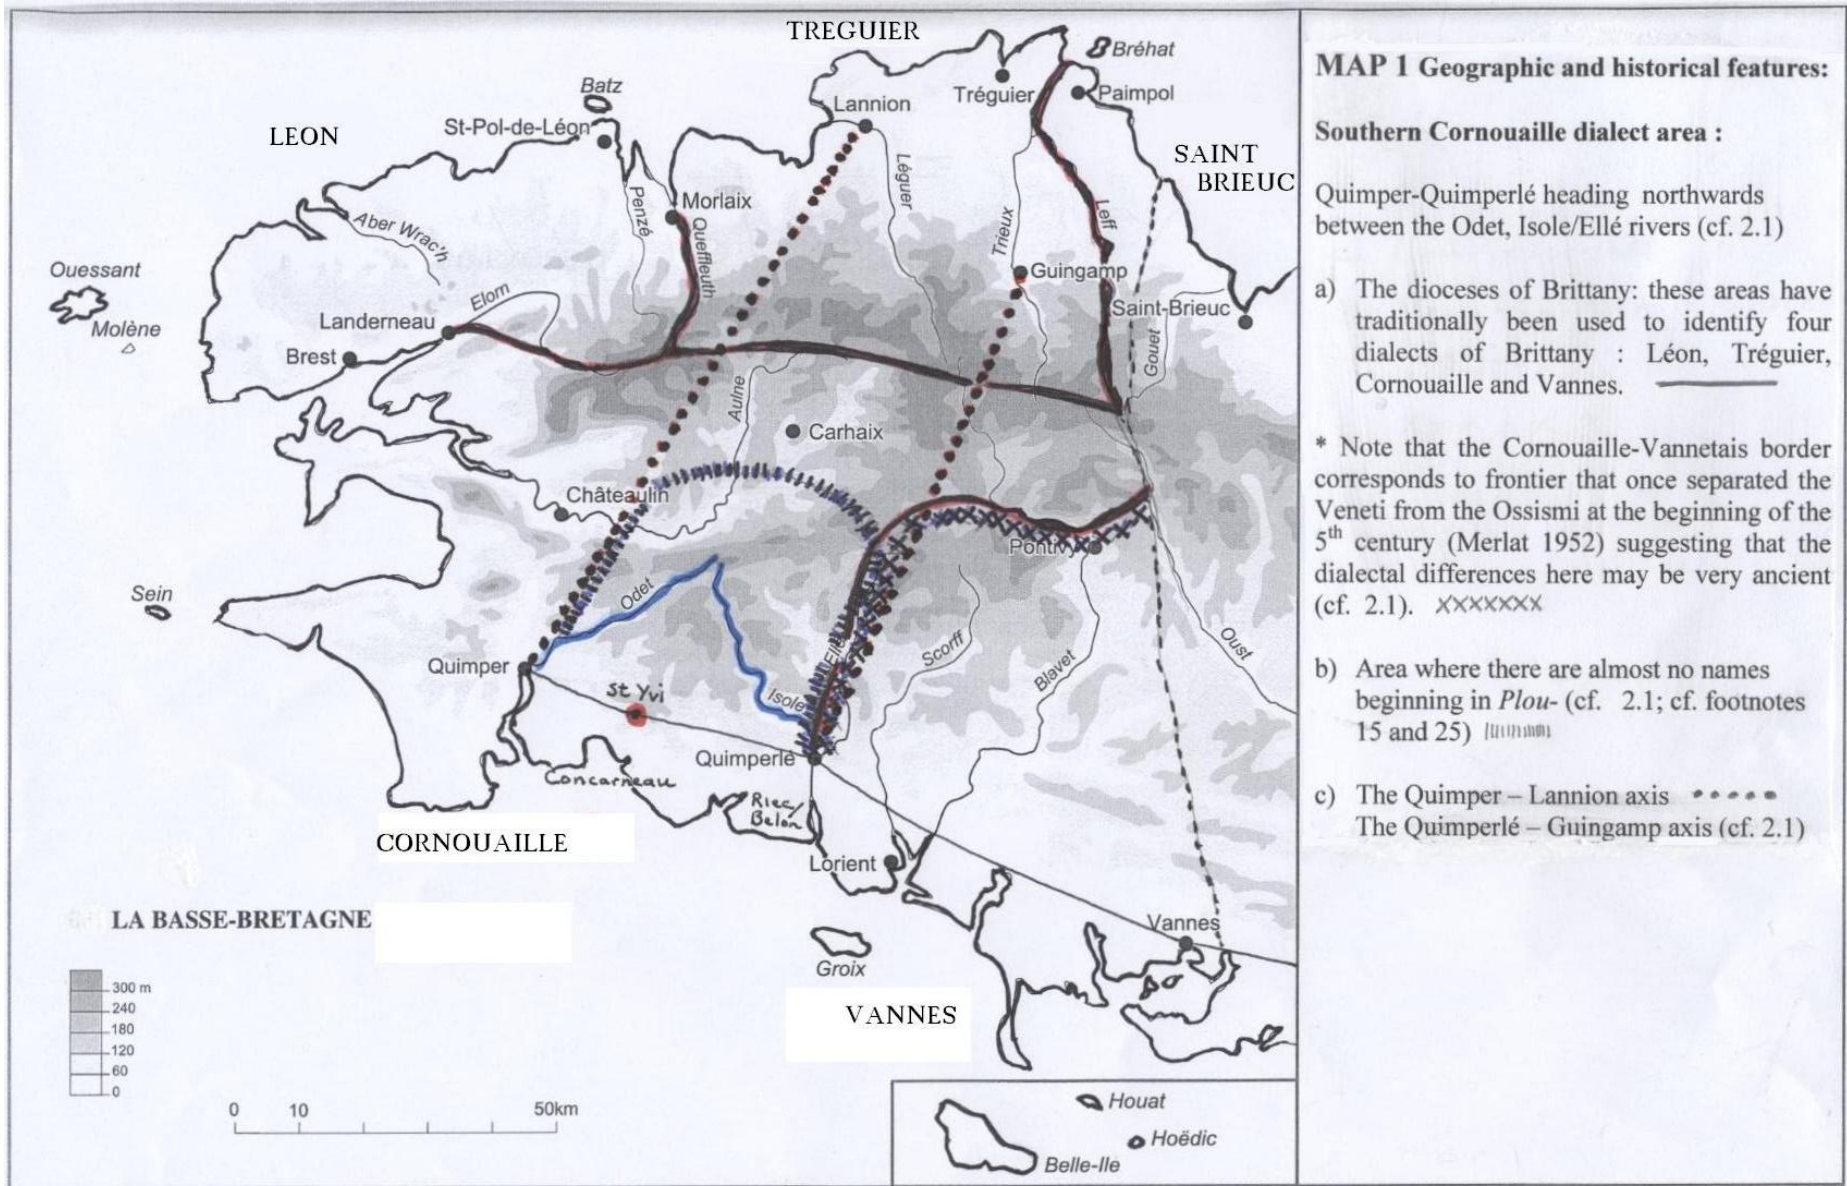 TREGUIER
Bréhat
Batz
Lannion
Tréguier
Paimpol
LEON
St-Pol-de-Léon
SAINT
BRIEUC
Léguer
Penzé
Morlaix
Trieux
Leff
Aber Wrac'h
Queffleuth
Ouessant
Guingamp
Elorn
Saint-Brieuc
Molène
Landerneau
Brest
Gouet
Aulne
Carhaix
Châteaulin
Pontivy
Sein
Odet
Ellé
Scorff
Blavet
Oust
Quimper
St Yvi
Isole
Quimperlé
Concarneau
Riec/
Belon
CORNOUAILLE
Lorient
LA BASSE-BRETAGNE
Vannes
Groix
300 m
240
180
120
60
0
VANNES
0 10 50km
Houat
Hoëdic
Belle-Ile
MAP 1 Geographic and historical features:
Southern Cornouaille dialect area :
Quimper-Quimperlé heading northwards
between the Odet, Isole/Ellé rivers (cf. 2.1)
a) The dioceses of Brittany: these areas have
traditionally been used to identify four
dialects of Brittany : Léon, Tréguier,
Cornouaille and Vannes.
* Note that the Cornouaille-Vannetais border
corresponds to frontier that once separated the
Veneti from the Ossismi at the beginning of the
5th century (Merlat 1952) suggesting that the
dialectal differences here may be very ancient
(cf. 2.1). XXXXXXX
b) Area where there are almost no names
beginning in Plou- (cf. 2.1; cf. footnotes
15 and 25)
c) The Quimper – Lannion axis
The Quimperlé – Guingamp axis (cf. 2.1)